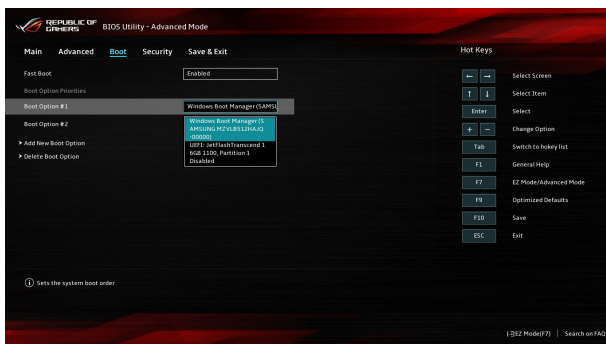 REPUBLIC OF
GAMERS
BIOS Utility - Advanced Mode
Main Advanced Boot Security Save & Exit
Hot Keys
Fast Boot Enabled
Boot Option Priorities
Boot Option #1 Windows Boot Manager (SAMSU
Boot Option #2
Windows Boot Manager (S
AMSUNG MZVLB512HAJQ
-00000)
UEFI: JetFlashTranscend 1
6GB 1100, Partition 1
Disabled
> Add New Boot Option
> Delete Boot Option
← → Select Screen
↑ ↓ Select Item
Enter Select
+ − Change Option
Tab Switch to hokey list
F1 General Help
F7 EZ Mode/Advanced Mode
F9 Optimized Defaults
F10 Save
ESC Exit
Sets the system boot order
EZ Mode(F7) | Search on FAQ